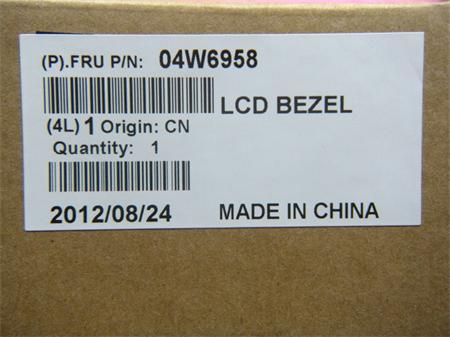 (P).FRU P/N: 04W6958
LCD BEZEL
(4L) 1 Origin: CN
Quantity: 1
2012/08/24 MADE IN CHINA